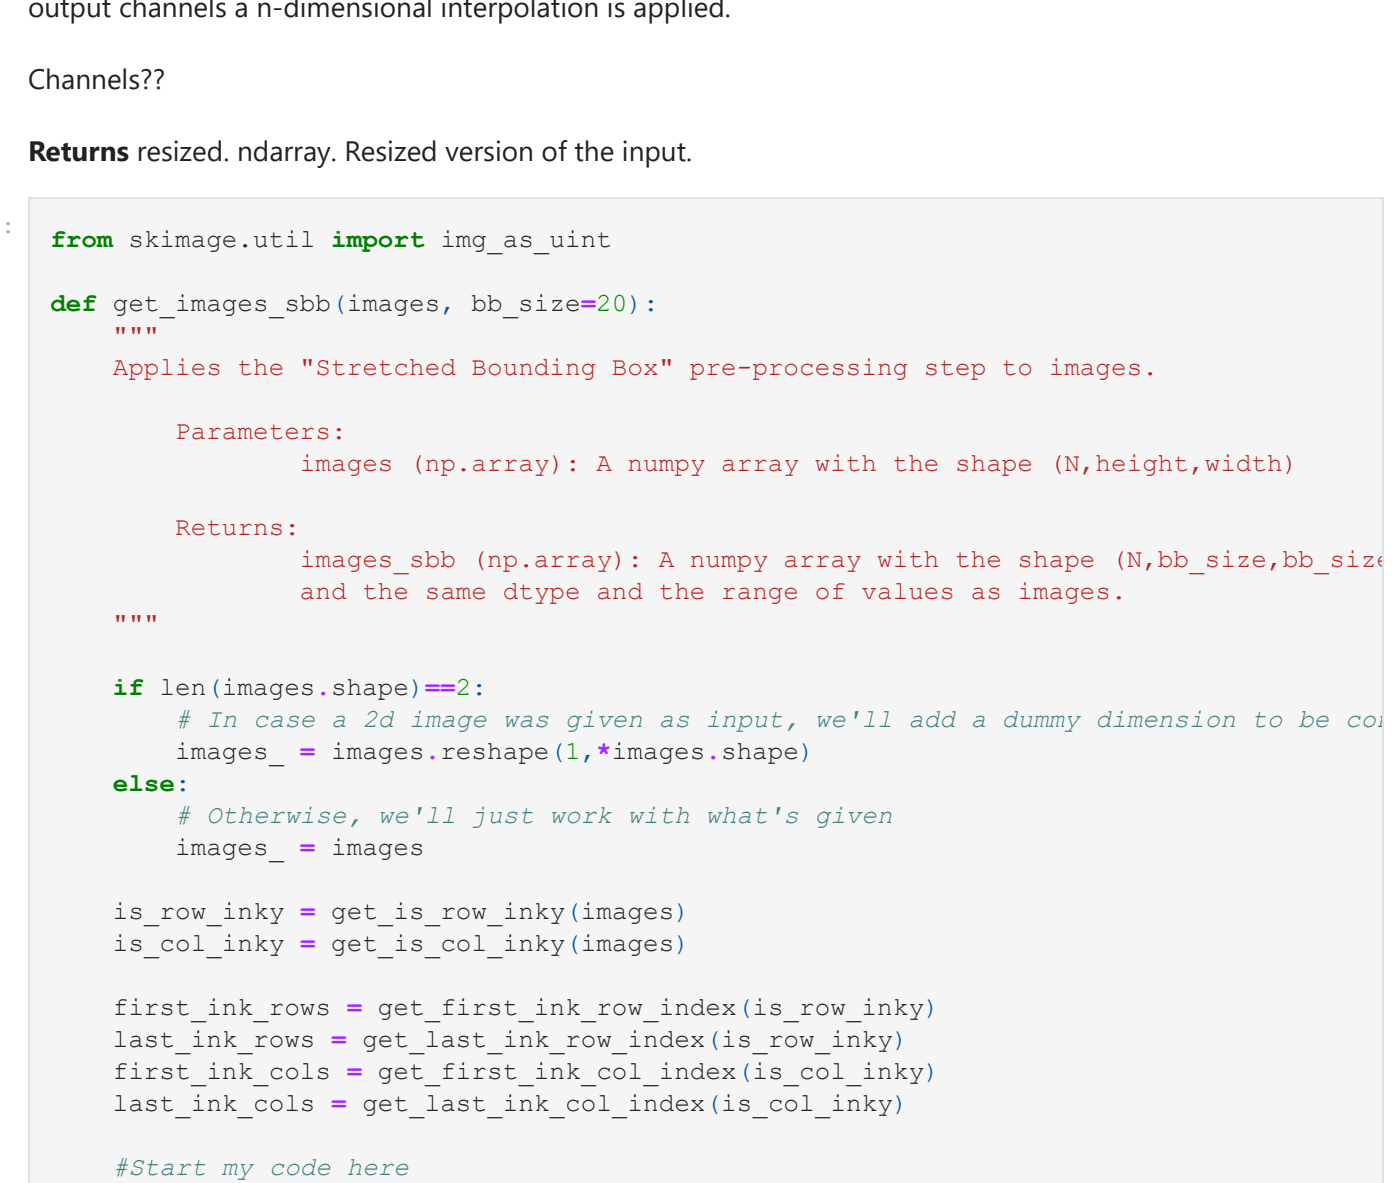 output channels a n-dimensional interpolation is applied.
Channels??
Returns resized. ndarray. Resized version of the input.
:
from skimage.util import img_as_uint
def get_images_sbb(images, bb_size=20):
    """
    Applies the "Stretched Bounding Box" pre-processing step to images.
        Parameters:
                images (np.array): A numpy array with the shape (N,height,width)
        Returns:
                images_sbb (np.array): A numpy array with the shape (N,bb_size,bb_size
                and the same dtype and the range of values as images.
    """
    if len(images.shape)==2:
        # In case a 2d image was given as input, we'll add a dummy dimension to be
        images_ = images.reshape(1,*images.shape)
    else:
        # Otherwise, we'll just work with what's given
        images_ = images
    is_row_inky = get_is_row_inky(images)
    is_col_inky = get_is_col_inky(images)
    first_ink_rows = get_first_ink_row_index(is_row_inky)
    last_ink_rows = get_last_ink_row_index(is_row_inky)
    first_ink_cols = get_first_ink_col_index(is_col_inky)
    last_ink_cols = get_last_ink_col_index(is_col_inky)
    #Start my code here